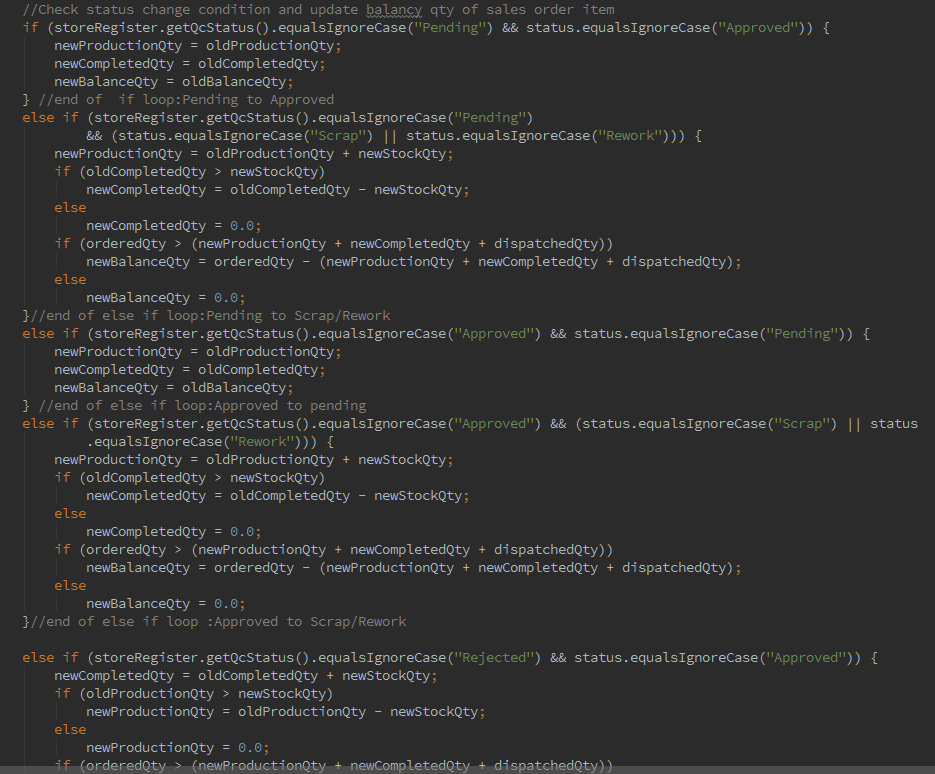 //Check status change condition and update balancy qty of sales order item
if (storeRegister.getQcStatus().equalsIgnoreCase("Pending") && status.equalsIgnoreCase("Approved")) {
    newProductionQty = oldProductionQty;
    newCompletedQty = oldCompletedQty;
    newBalanceQty = oldBalanceQty;
} //end of  if loop:Pending to Approved
else if (storeRegister.getQcStatus().equalsIgnoreCase("Pending")
        && (status.equalsIgnoreCase("Scrap") || status.equalsIgnoreCase("Rework"))) {
    newProductionQty = oldProductionQty + newStockQty;
    if (oldCompletedQty > newStockQty)
        newCompletedQty = oldCompletedQty - newStockQty;
    else
        newCompletedQty = 0.0;
    if (orderedQty > (newProductionQty + newCompletedQty + dispatchedQty))
        newBalanceQty = orderedQty - (newProductionQty + newCompletedQty + dispatchedQty);
    else
        newBalanceQty = 0.0;
}//end of else if loop:Pending to Scrap/Rework
else if (storeRegister.getQcStatus().equalsIgnoreCase("Approved") && status.equalsIgnoreCase("Pending")) {
    newProductionQty = oldProductionQty;
    newCompletedQty = oldCompletedQty;
    newBalanceQty = oldBalanceQty;
} //end of else if loop:Approved to pending
else if (storeRegister.getQcStatus().equalsIgnoreCase("Approved") && (status.equalsIgnoreCase("Scrap") || status
        .equalsIgnoreCase("Rework"))) {
    newProductionQty = oldProductionQty + newStockQty;
    if (oldCompletedQty > newStockQty)
        newCompletedQty = oldCompletedQty - newStockQty;
    else
        newCompletedQty = 0.0;
    if (orderedQty > (newProductionQty + newCompletedQty + dispatchedQty))
        newBalanceQty = orderedQty - (newProductionQty + newCompletedQty + dispatchedQty);
    else
        newBalanceQty = 0.0;
}//end of else if loop :Approved to Scrap/Rework
else if (storeRegister.getQcStatus().equalsIgnoreCase("Rejected") && status.equalsIgnoreCase("Approved")) {
    newCompletedQty = oldCompletedQty + newStockQty;
    if (oldProductionQty > newStockQty)
        newProductionQty = oldProductionQty - newStockQty;
    else
        newProductionQty = 0.0;
    if (orderedQty > (newProductionQty + newCompletedQty + dispatchedQty))